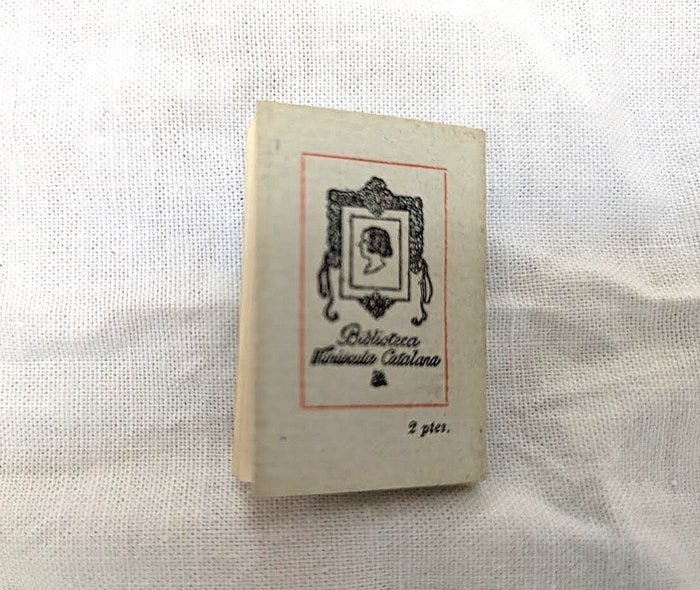 Biblioteca
Minúscula Catalana
2 ptes.